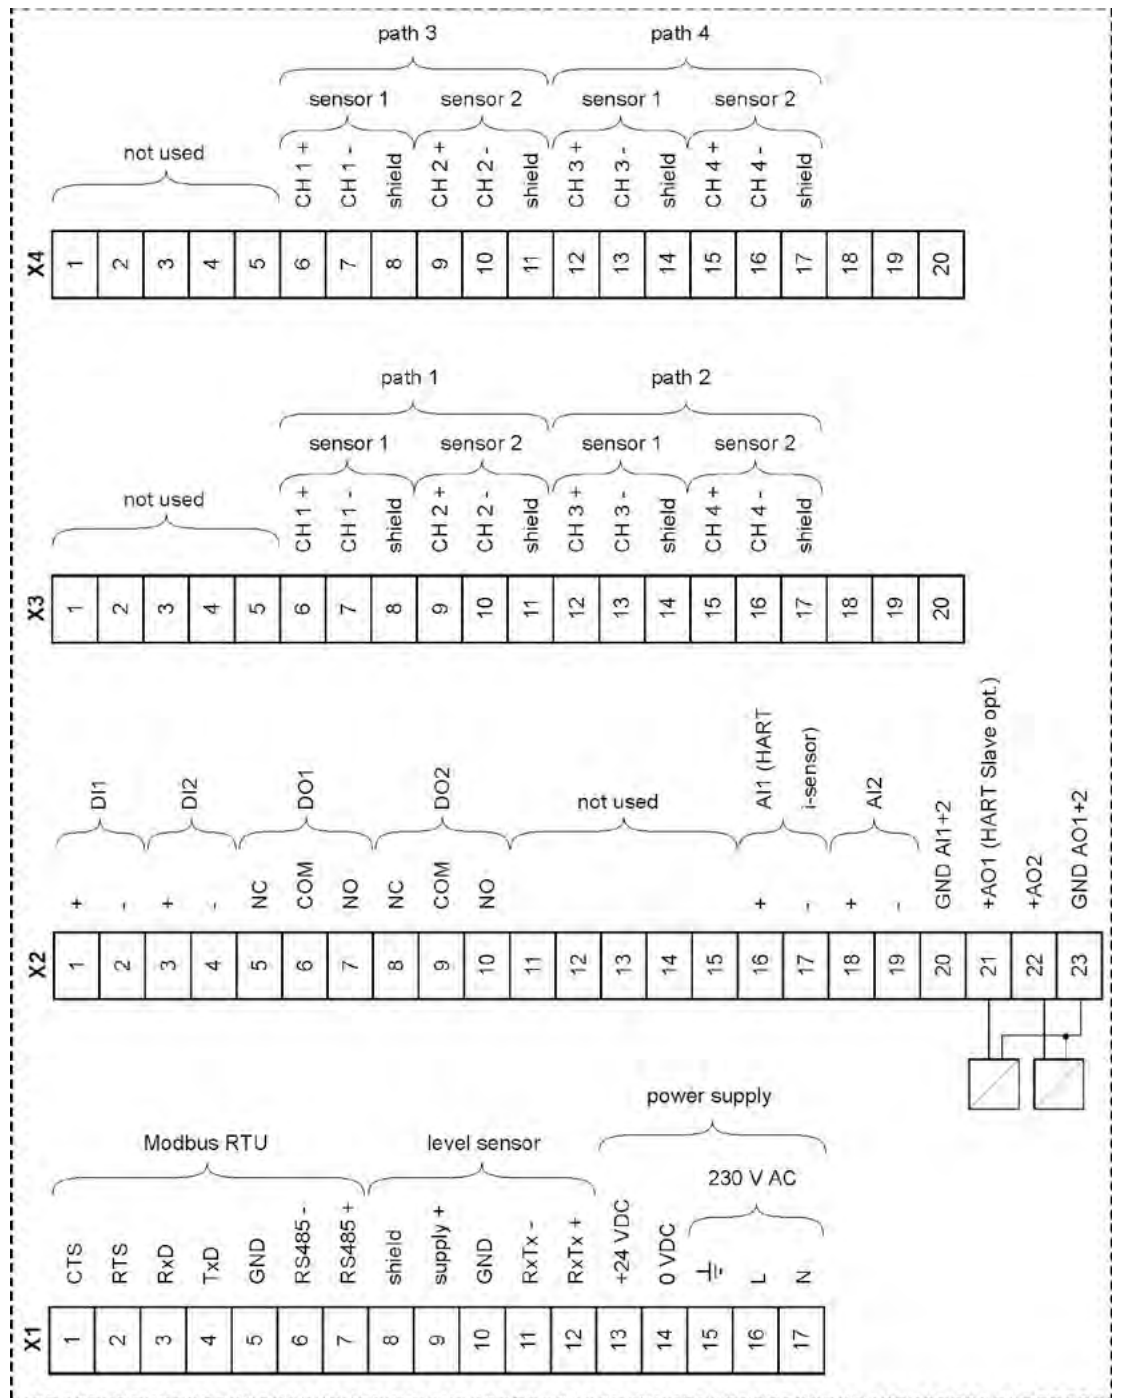 path 3 path 4
sensor 1 sensor 2 sensor 1 sensor 2
not used
CH 1 + CH 1 - shield CH 2 + CH 2 - shield CH 3 + CH 3 - shield CH 4 + CH 4 - shield
X4 1 2 3 4 5 6 7 8 9 10 11 12 13 14 15 16 17 18 19 20
path 1 path 2
sensor 1 sensor 2 sensor 1 sensor 2
not used
CH 1 + CH 1 - shield CH 2 + CH 2 - shield CH 3 + CH 3 - shield CH 4 + CH 4 - shield
X3 1 2 3 4 5 6 7 8 9 10 11 12 13 14 15 16 17 18 19 20
DI1 DI2 DO1 DO2 not used AI1 (HART i-sensor) AI2
+ - + - NC COM NO NC COM NO + - + - GND AI1+2 +AO1 (HART Slave opt.) +AO2 GND AO1+2
X2 1 2 3 4 5 6 7 8 9 10 11 12 13 14 15 16 17 18 19 20 21 22 23
power supply
Modbus RTU level sensor
230 V AC
CTS RTS RxD TxD GND RS485 - RS485 + shield supply + GND RxTx - RxTx + +24 VDC 0 VDC L N
X1 1 2 3 4 5 6 7 8 9 10 11 12 13 14 15 16 17